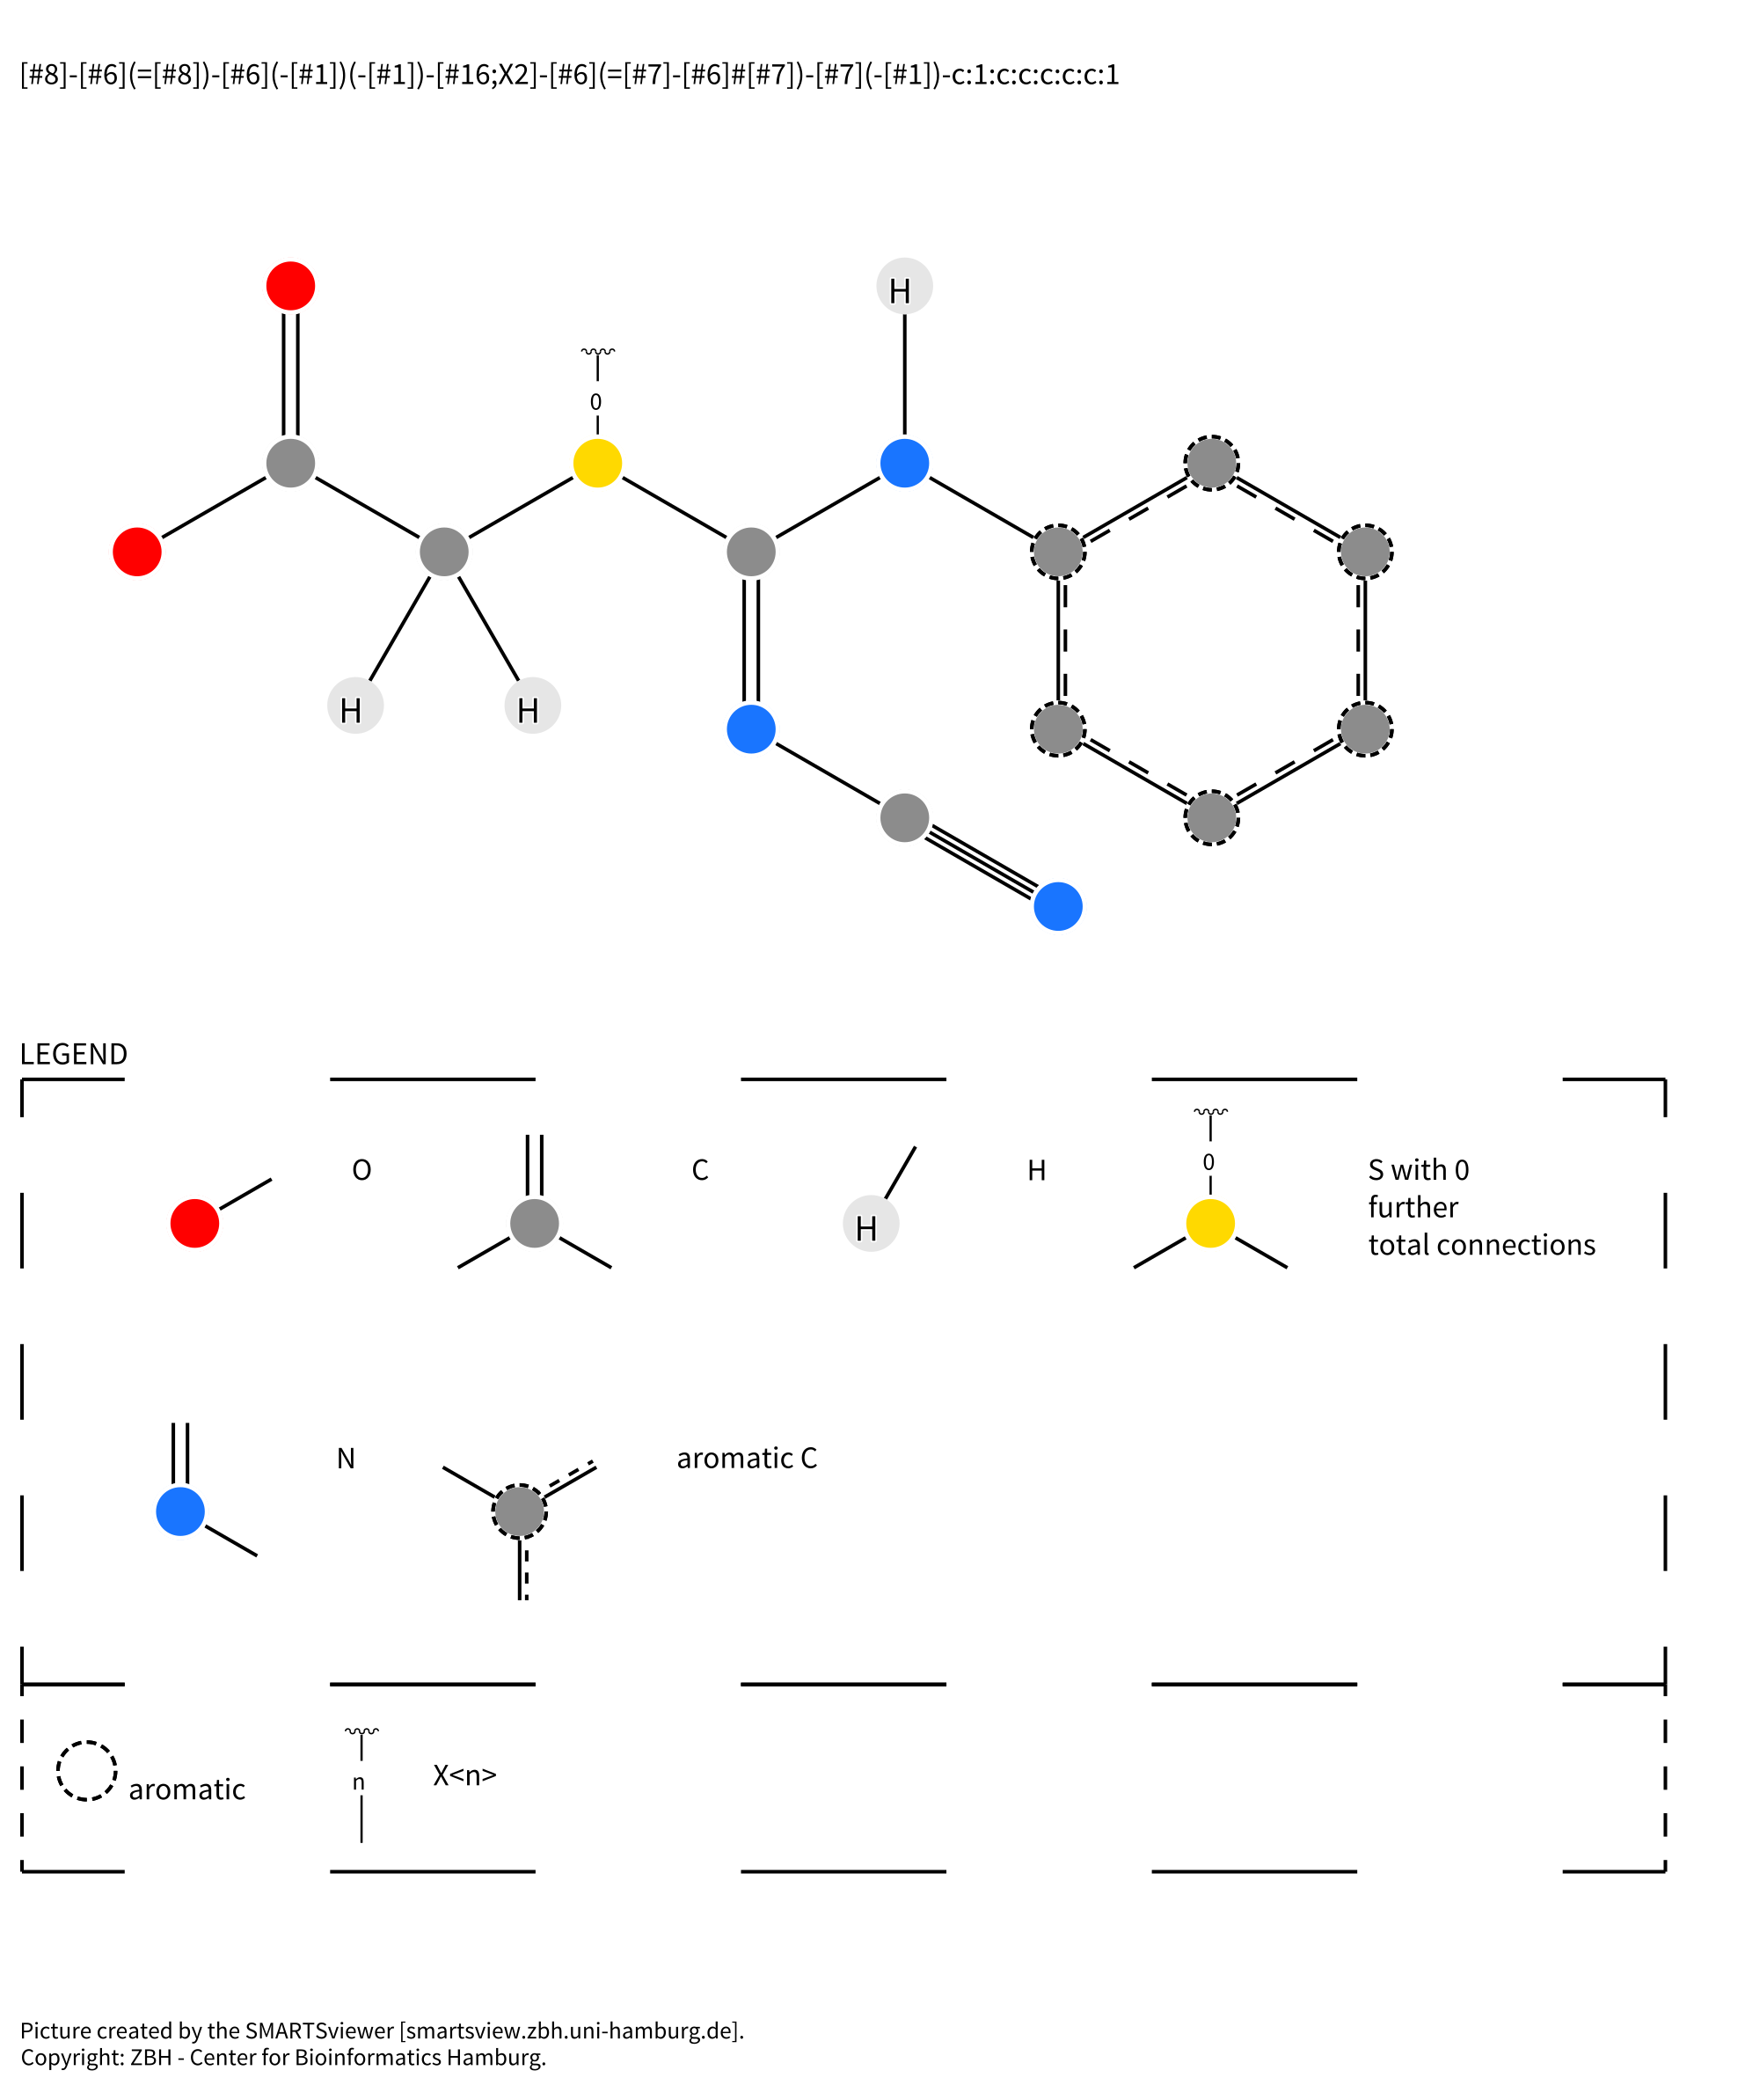 [#8]-[#6](=[#8])-[#6](-[#1])(-[#1])-[#16;X2]-[#6](=[#7]-[#6]#[#7])-[#7](-[#1])-c:1:c:c:c:c:c:1
H
0
H H
LEGEND
O
C
H
H
0
S with 0
further
total connections
N
aromatic C
aromatic
n
X<n>
Picture created by the SMARTSviewer [smartsview.zbh.uni-hamburg.de].
Copyright: ZBH - Center for Bioinformatics Hamburg.